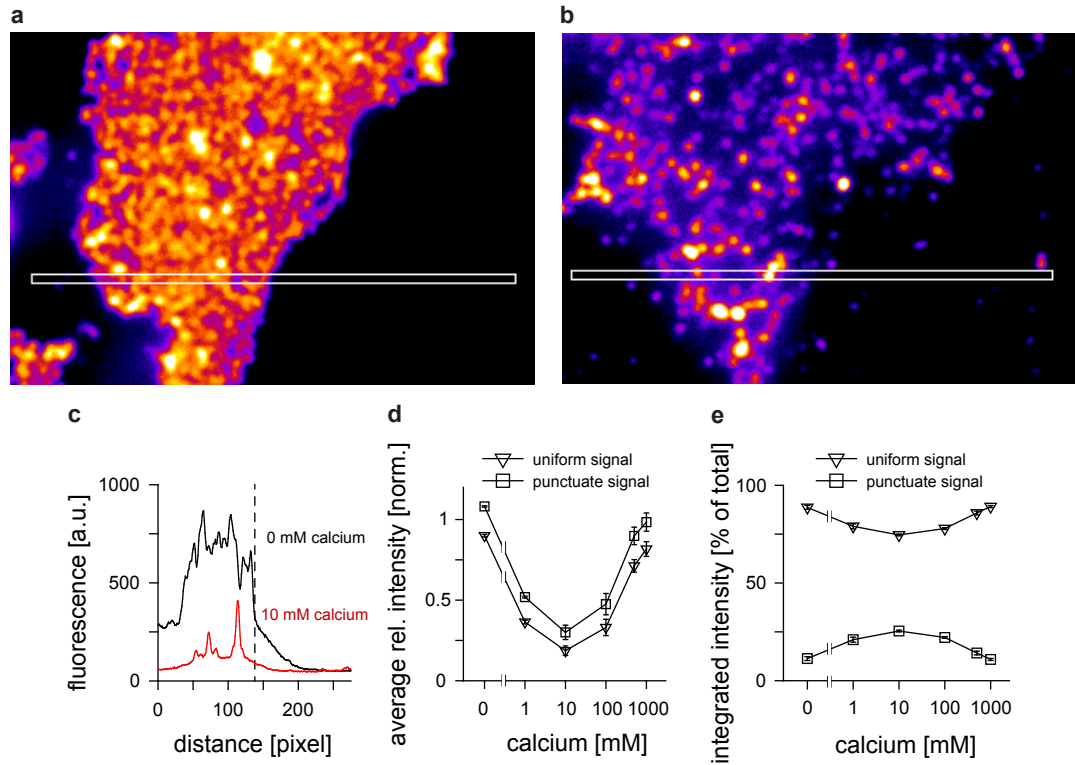 a
b
c
fluorescence [a.u.]
1000
500
0
0 mM calcium
10 mM calcium
0
100
200
distance [pixel]
d
average rel. intensity [norm.]
uniform signal
punctuate signal
1
0.5
0
0
1
10
100
1000
calcium [mM]
e
integrated intensity [% of total]
uniform signal
punctuate signal
100
50
0
0
1
10
100
1000
calcium [mM]